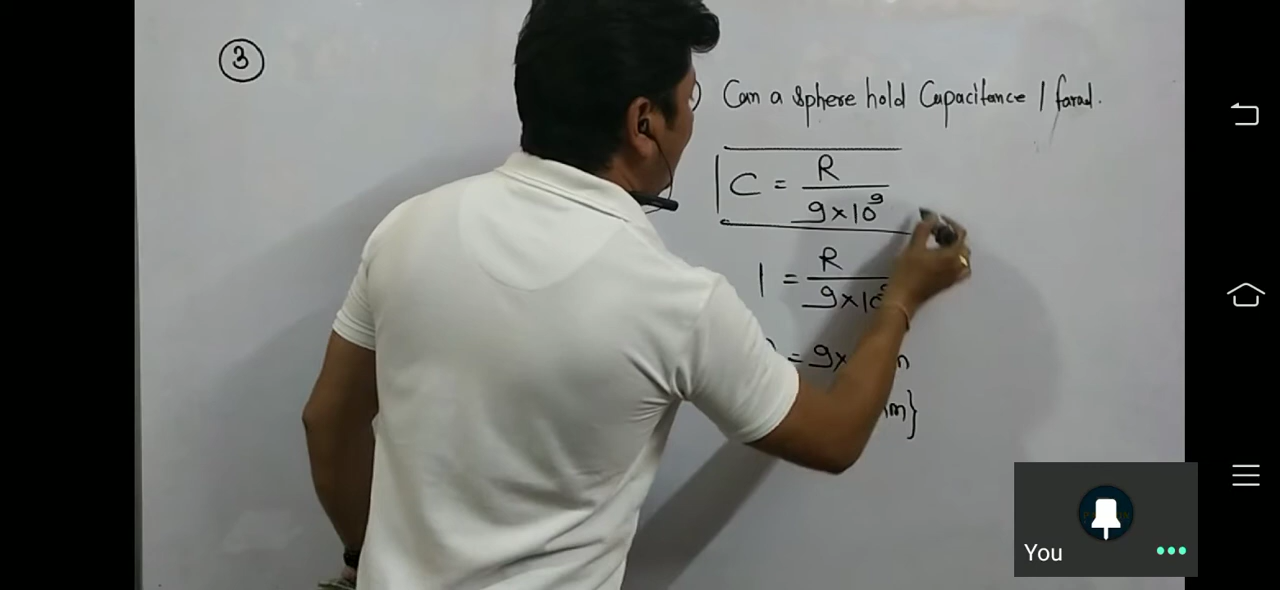 3
) Can a sphere hold Capacitance 1 farad.
C = R / 9×10⁹
1 = R / 9×10
= 9× m
m}
You